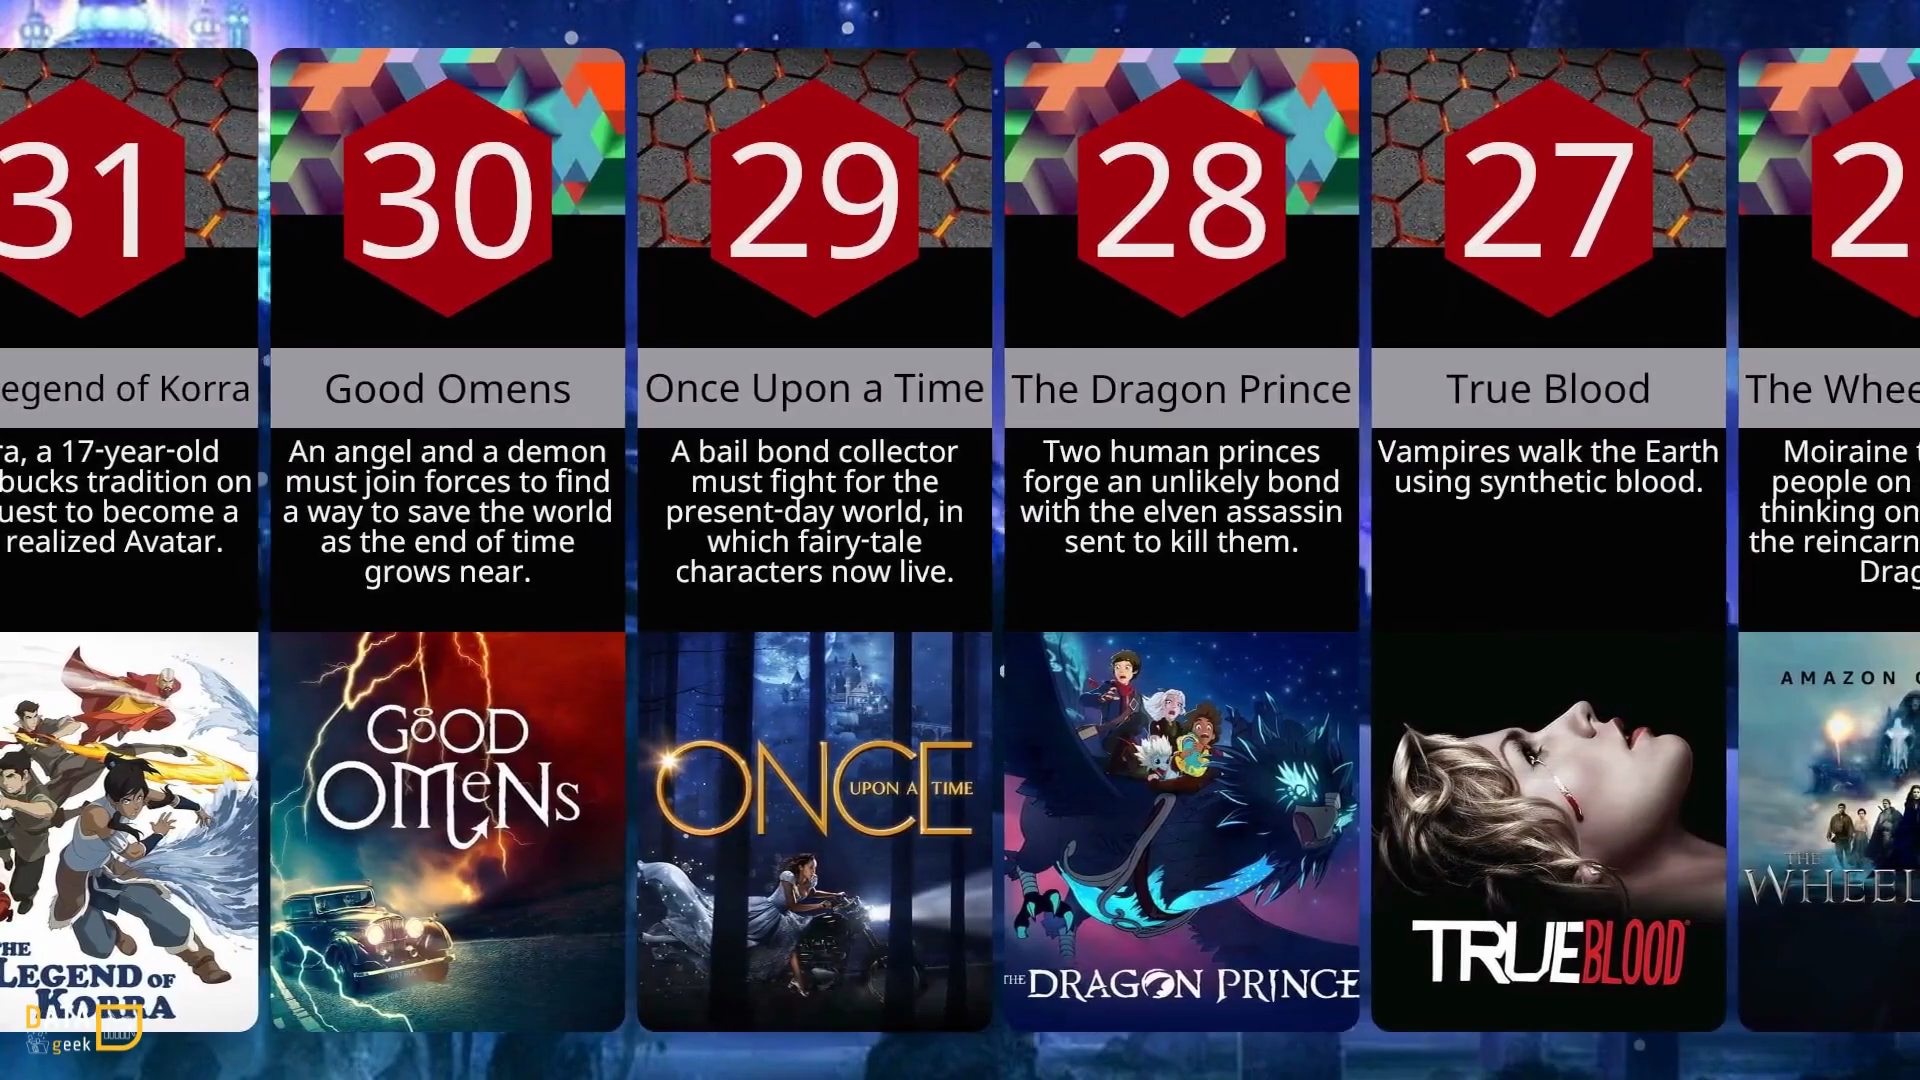 31
egend of Korra
ra, a 17-year-old
bucks tradition on
uest to become a
realized Avatar.
THE
LEGEND OF
KORRA
DATA
geek
30
Good Omens
An angel and a demon
must join forces to find
a way to save the world
as the end of time
grows near.
GOOD
OMeNs
29
Once Upon a Time
A bail bond collector
must fight for the
present-day world, in
which fairy-tale
characters now live.
ONCE
UPON A TIME
28
The Dragon Prince
Two human princes
forge an unlikely bond
with the elven assassin
sent to kill them.
THE DRAGON PRINCE
27
True Blood
Vampires walk the Earth
using synthetic blood.
TRUEBLOOD
2
The Whee
Moiraine t
people on
thinking on
the reincarn
Drag
AMAZON O
THE
WHEEL